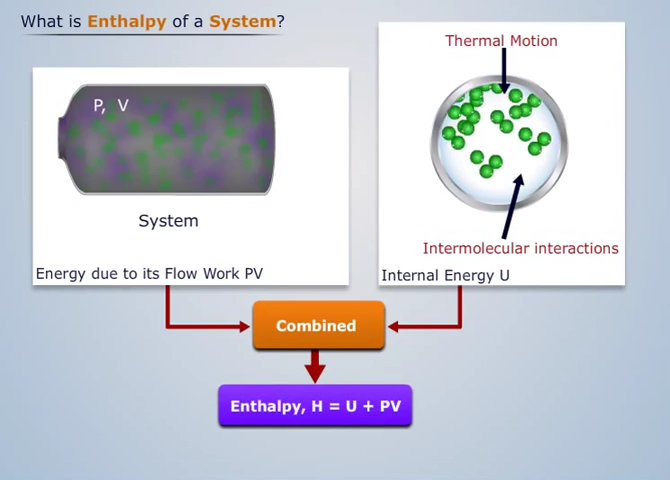 What is Enthalpy of a System?
P, V
System
Energy due to its Flow Work PV
Thermal Motion
Intermolecular interactions
Internal Energy U
Combined
Enthalpy, H = U + PV